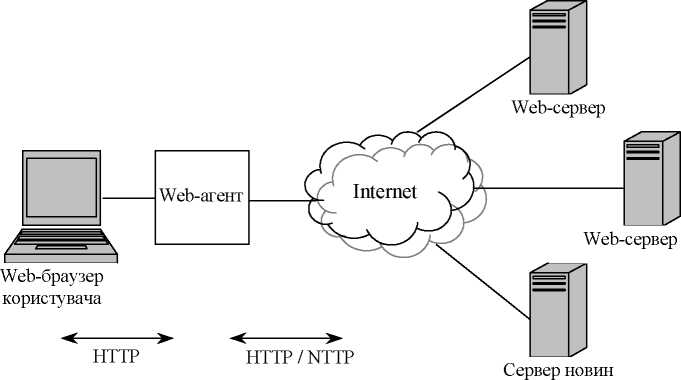 Web-сервер
Web-агент
Internet
Web-сервер
Web-браузер
користувача
HTTP
HTTP / NTTP
Сервер новин